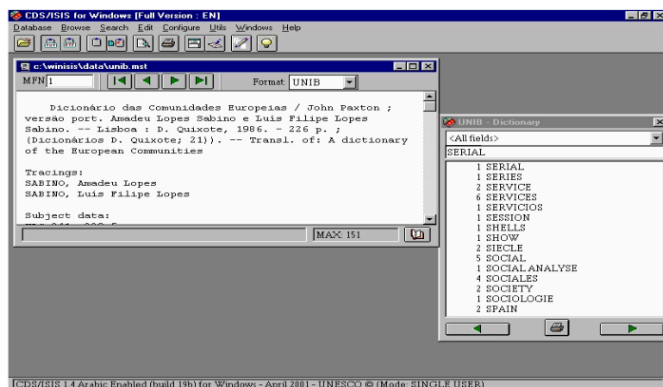 CDS/ISIS for Windows [Full Version : EN]
Database Browse Search Edit Configure Utils Windows Help
c:\winisis\data\unib.mst
MFN 1 Format: UNIB
Dicionário das Comunidades Europeias / John Paxton ;
versão port. Amadeu Lopes Sabino e Luis Filipe Lopes
Sabino. -- Lisboa : D. Quixote, 1986. - 226 p. ;
(Dicionários D. Quixote; 21)). -- Transl. of: A dictionary
of the European Communities
Tracings:
SABINO, Amadeu Lopes
SABINO, Luis Filipe Lopes
Subject data:
MAX: 151
UNIB - Dictionary
<All fields>
SERIAL
1 SERIAL
1 SERIES
2 SERVICE
6 SERVICES
1 SERVICIOS
1 SESSION
1 SHELLS
1 SHOW
2 SIECLE
5 SOCIAL
1 SOCIAL ANALYSE
4 SOCIALES
2 SOCIETY
1 SOCIOLOGIE
2 SPAIN
CDS/ISIS 1.4 Arabic Enabled (build 19b) for Windows - April 2001 - UNESCO © (Mode: SINGLE USER)